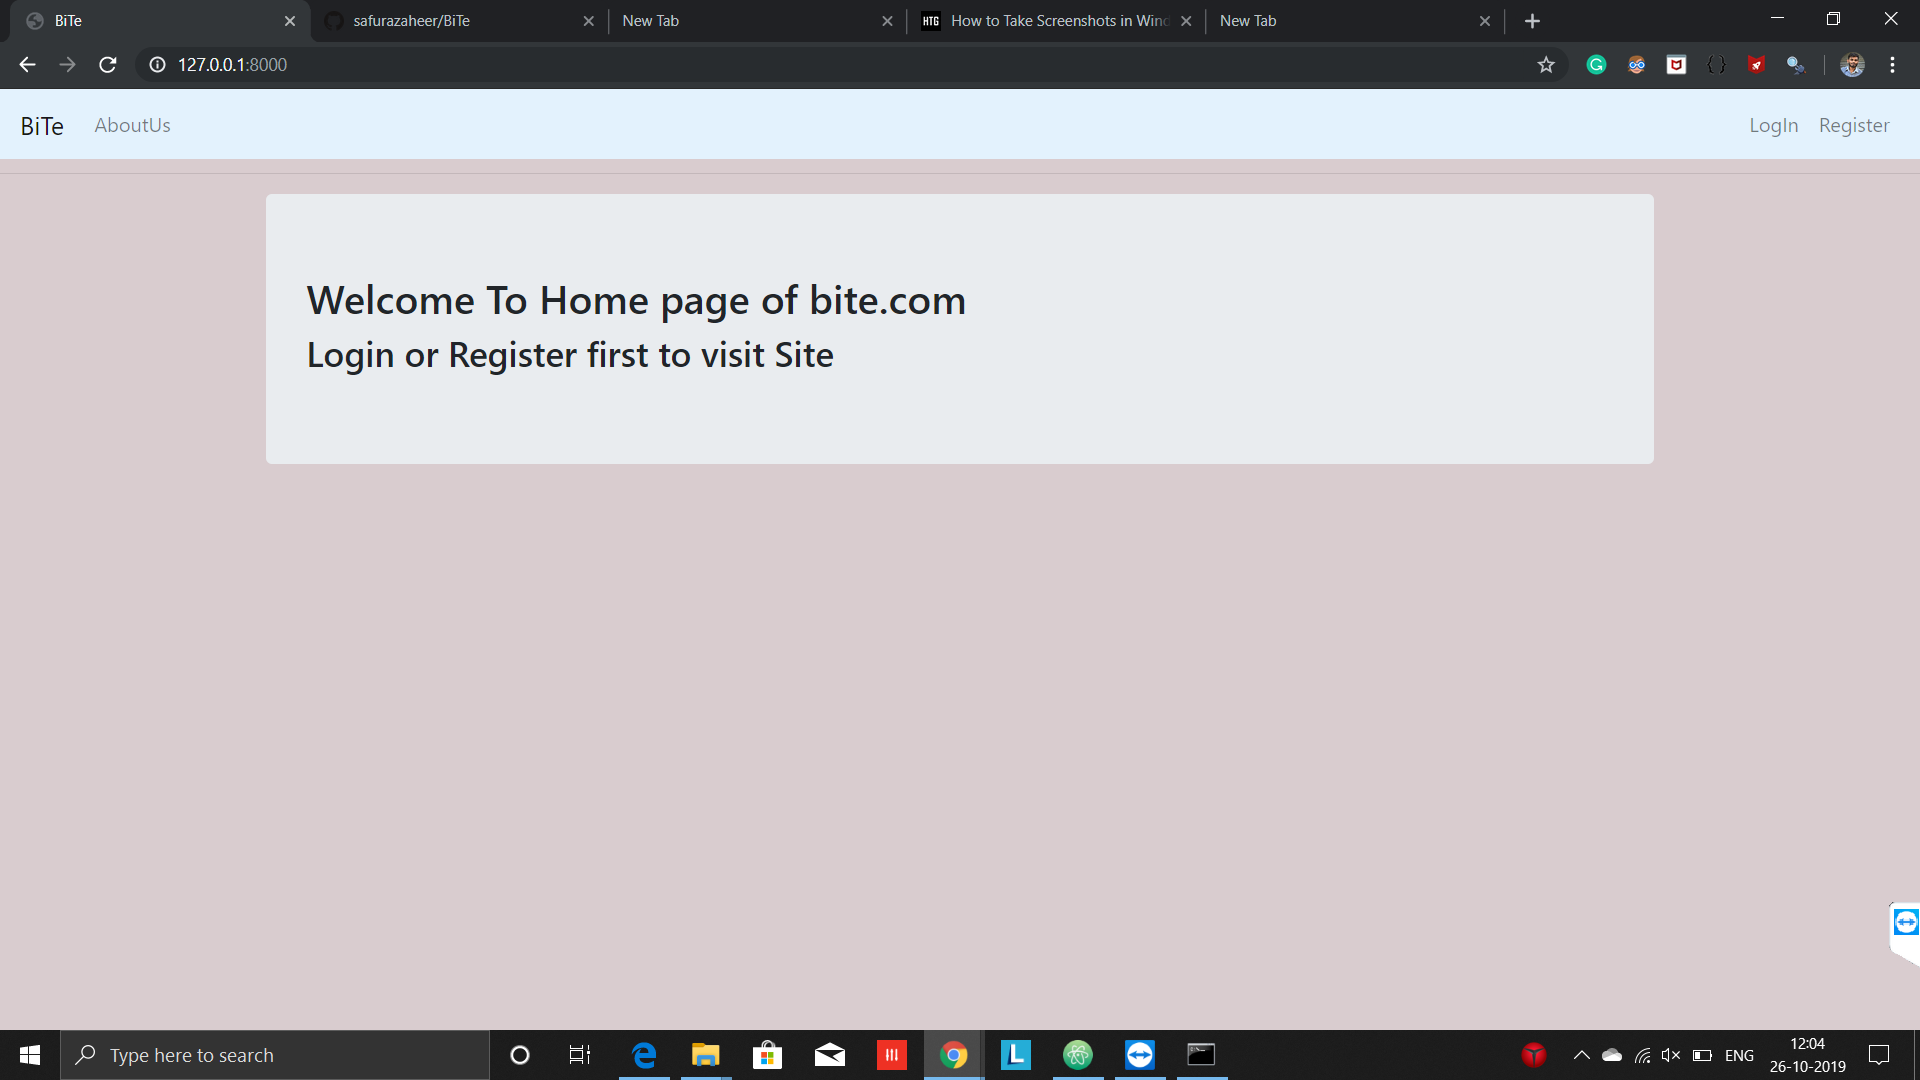 BiTe
safurazaheer/BiTe
New Tab
HTG How to Take Screenshots in Wind
New Tab
127.0.0.1:8000
BiTe AboutUs LogIn Register
Welcome To Home page of bite.com
Login or Register first to visit Site
Type here to search
ENG
12:04
26-10-2019